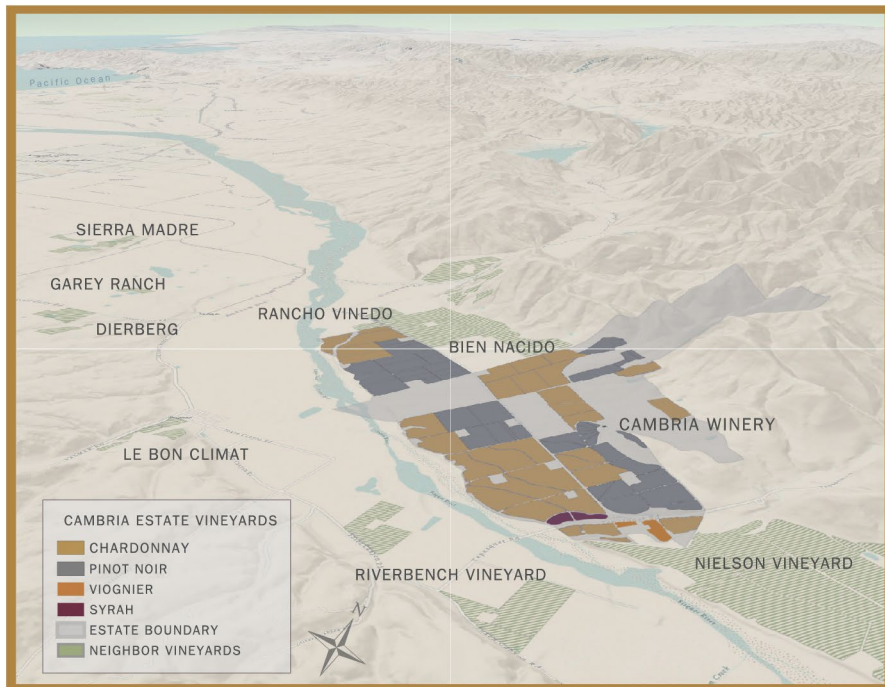 Pacific Ocean
SIERRA MADRE
GAREY RANCH
DIERBERG
RANCHO VINEDO
BIEN NACIDO
CAMBRIA WINERY
LE BON CLIMAT
NIELSON VINEYARD
RIVERBENCH VINEYARD
CAMBRIA ESTATE VINEYARDS
CHARDONNAY
PINOT NOIR
VIOGNIER
SYRAH
ESTATE BOUNDARY
NEIGHBOR VINEYARDS
N